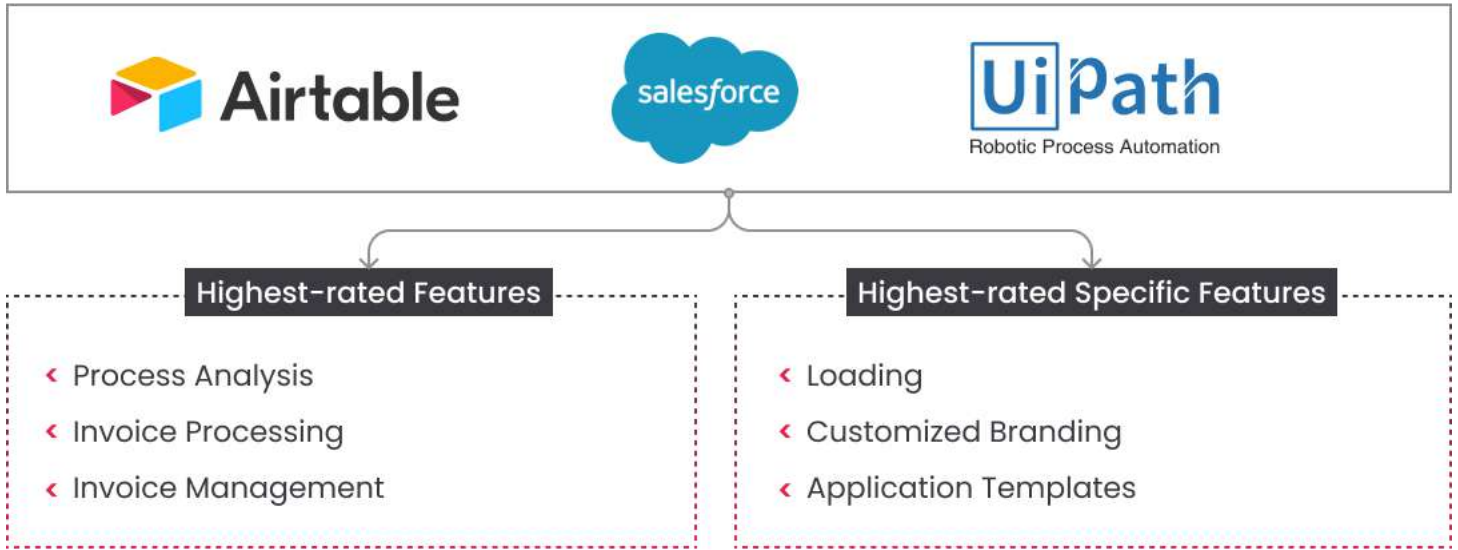 Airtable
salesforce
UiPath
Robotic Process Automation
Highest-rated Features
Process Analysis
Invoice Processing
Invoice Management
Highest-rated Specific Features
Loading
Customized Branding
Application Templates